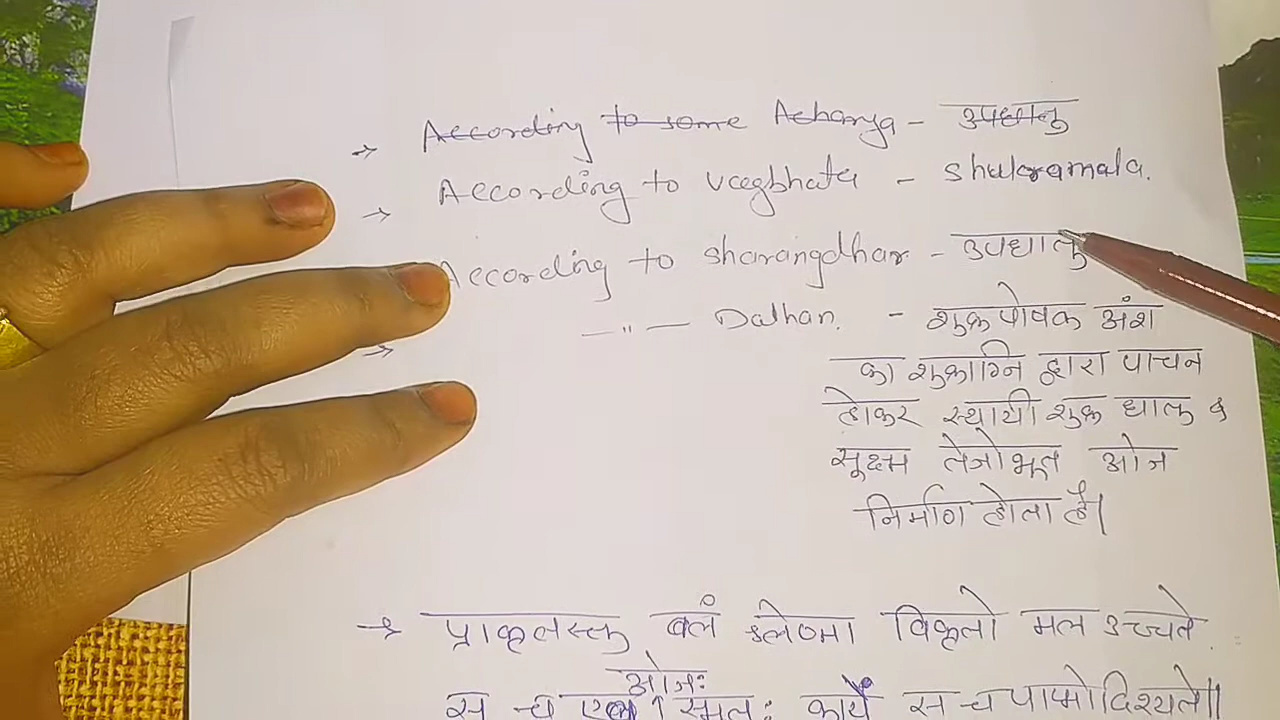 → According to some Acharya - उपधातु
→ According to Vagbhata - Shukramala.
According to Sharangdhar - उपधातु
→ —〃— Dalhan. - शुक्रपोषक अंश
का शुक्राग्नि द्वारा पाचन
होकर स्थायी शुक्र धातु व
सूक्ष्म तेजोभूत ओज
निर्माण होता है|
→ प्राकृतस्तु बलं श्लेष्मा विकृतो मल उच्यते
ओजः
स च स्मृतः कार्ये स च पाप्मोदिश्यते||